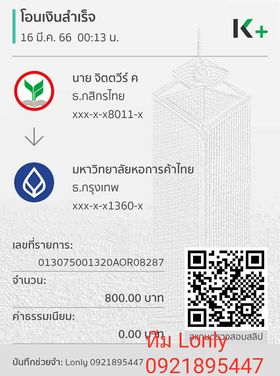 โอนเงินสำเร็จ
16 มี.ค. 66 00:13 น.
K+
นาย จิตตวีร์ ค
ธ.กสิกรไทย
xxx-x-x8011-x
มหาวิทยาลัยหอการค้าไทย
ธ.กรุงเทพ
xxx-x-x1360-x
เลขที่รายการ:
013075001320AOR08287
จำนวน:
800.00 บาท
ค่าธรรมเนียม:
0.00 บาท
สแกนตรวจสอบสลิป
ทีม Lonly
บันทึกช่วยจำ: Lonly 0921895447
0921895447